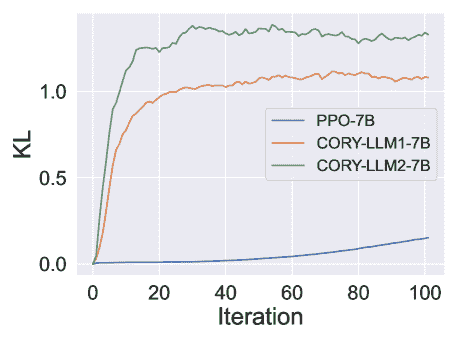 KL
1.0
0.5
0.0
PPO-7B
CORY-LLM1-7B
CORY-LLM2-7B
0 20 40 60 80 100
Iteration